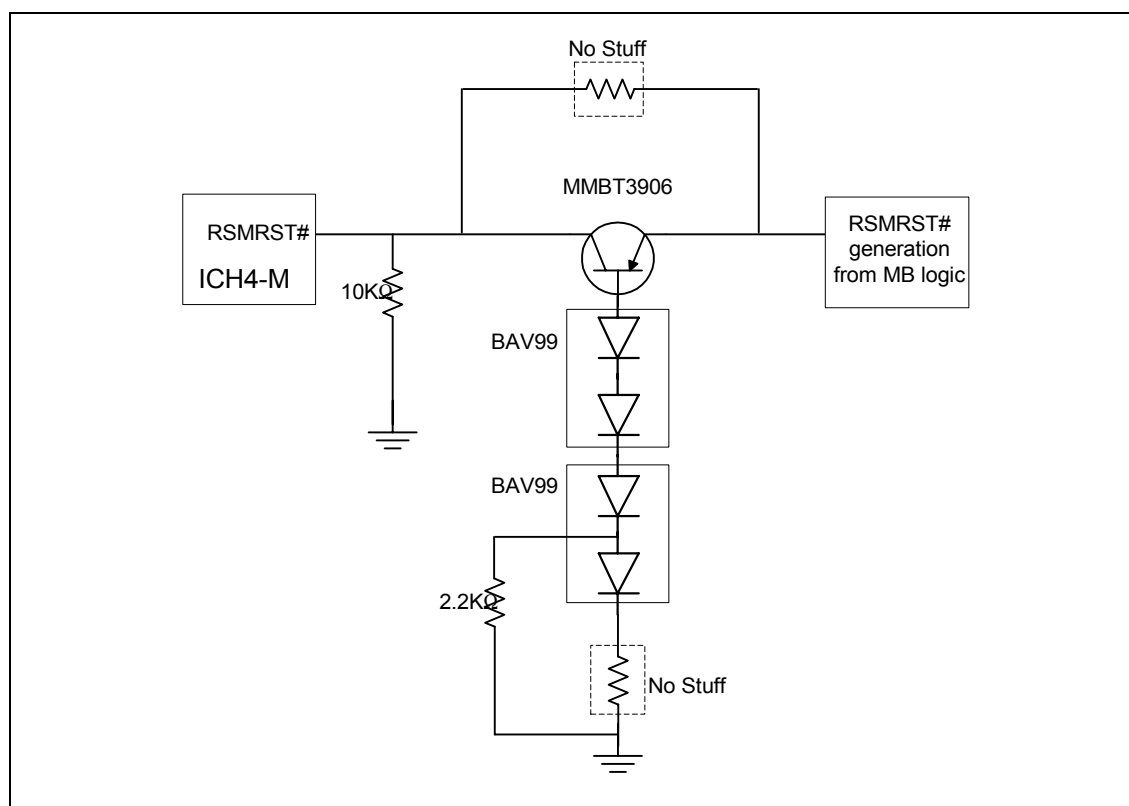 No Stuff
MMBT3906
RSMRST#
ICH4-M
RSMRST#
generation
from MB logic
10KΩ
BAV99
BAV99
2.2KΩ
No Stuff